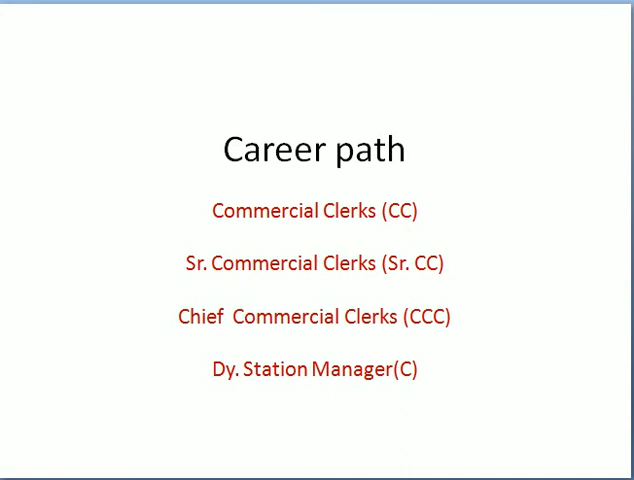 Career path
Commercial Clerks (CC)
Sr. Commercial Clerks (Sr. CC)
Chief  Commercial Clerks (CCC)
Dy. Station Manager(C)